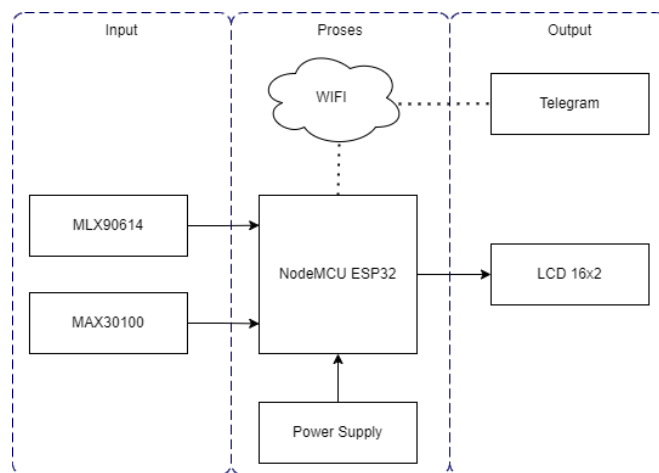 Input
Proses
Output
WIFI
Telegram
MLX90614
NodeMCU ESP32
LCD 16x2
MAX30100
Power Supply